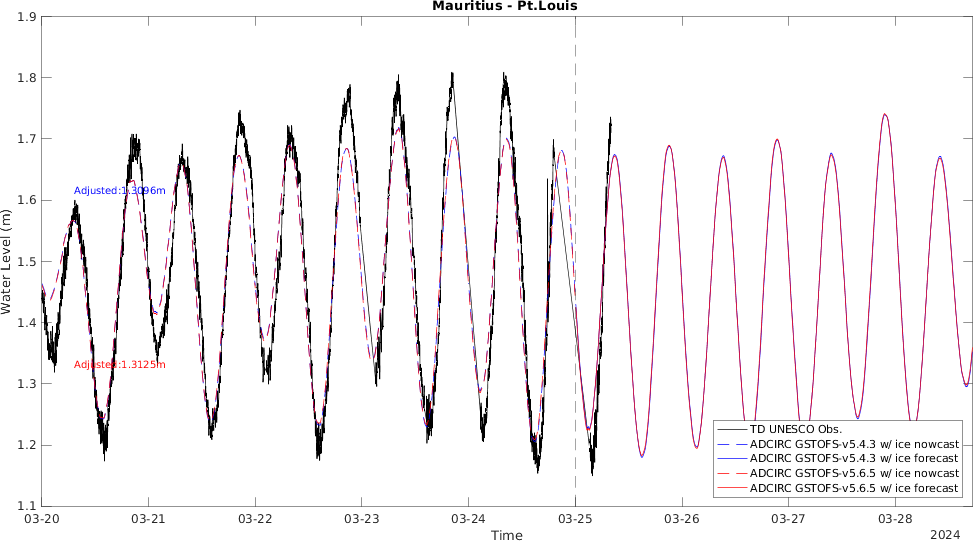 Mauritius - Pt.Louis
1.9
1.8
1.7
1.6
1.5
1.4
1.3
1.2
1.1
Water Level (m)
Adjusted:1.3096m
Adjusted:1.3125m
TD UNESCO Obs.
ADCIRC GSTOFS-v5.4.3 w/ ice nowcast
ADCIRC GSTOFS-v5.4.3 w/ ice forecast
ADCIRC GSTOFS-v5.6.5 w/ ice nowcast
ADCIRC GSTOFS-v5.6.5 w/ ice forecast
03-20 03-21 03-22 03-23 03-24 03-25 03-26 03-27 03-28
Time
2024